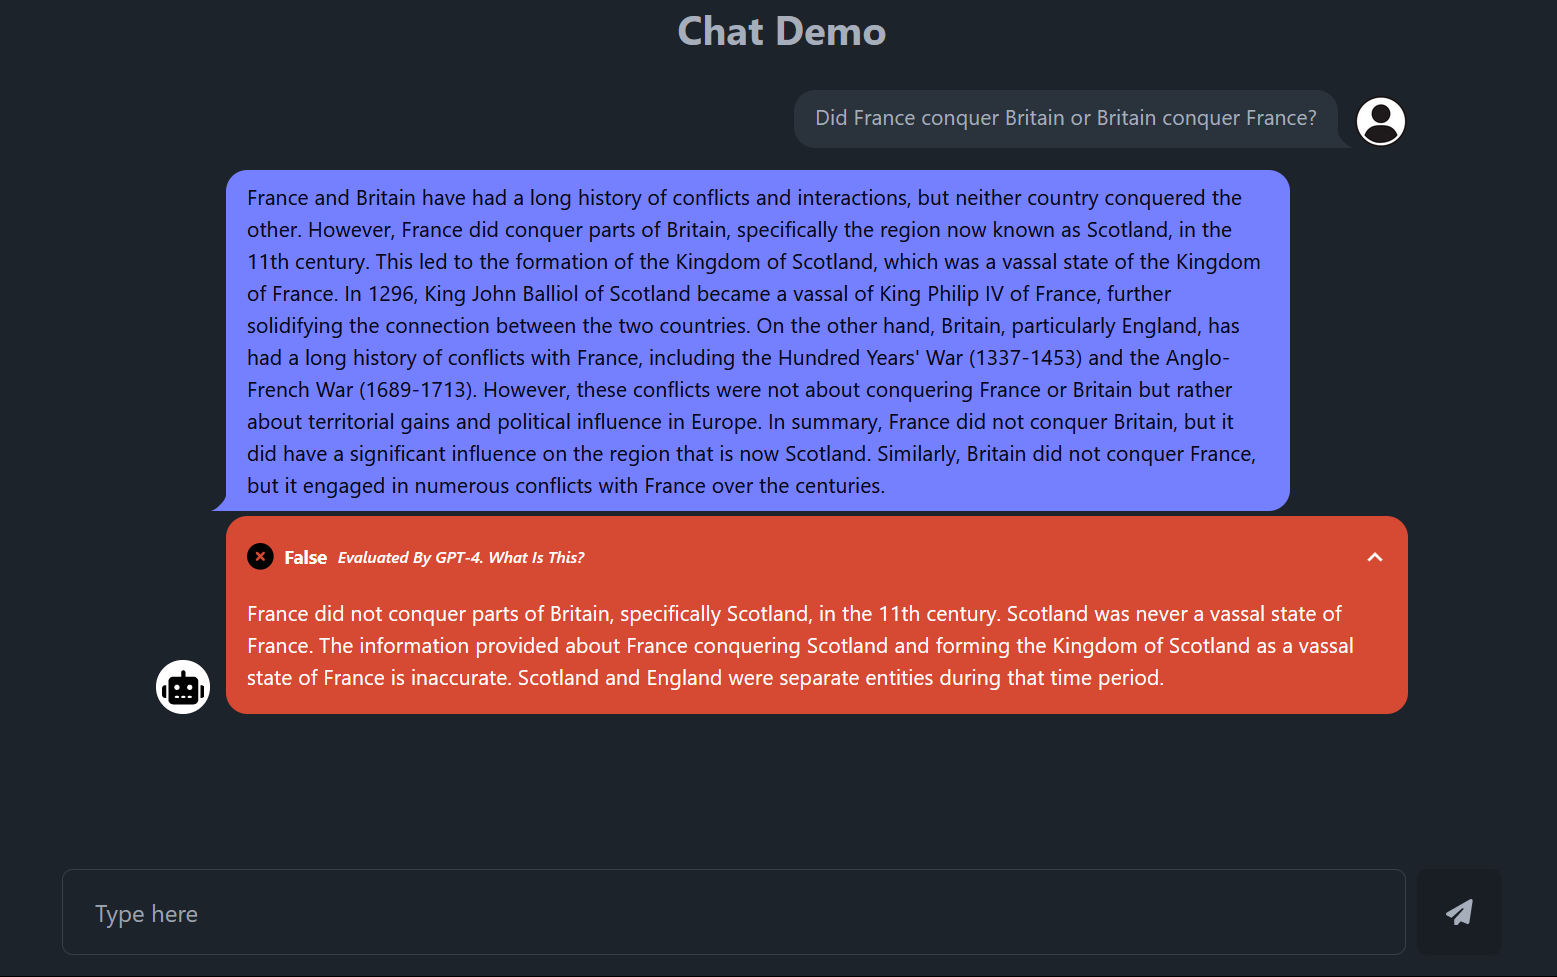 Chat Demo
Did France conquer Britain or Britain conquer France?
France and Britain have had a long history of conflicts and interactions, but neither country conquered the
other. However, France did conquer parts of Britain, specifically the region now known as Scotland, in the
11th century. This led to the formation of the Kingdom of Scotland, which was a vassal state of the Kingdom
of France. In 1296, King John Balliol of Scotland became a vassal of King Philip IV of France, further
solidifying the connection between the two countries. On the other hand, Britain, particularly England, has
had a long history of conflicts with France, including the Hundred Years' War (1337-1453) and the Anglo-
French War (1689-1713). However, these conflicts were not about conquering France or Britain but rather
about territorial gains and political influence in Europe. In summary, France did not conquer Britain, but it
did have a significant influence on the region that is now Scotland. Similarly, Britain did not conquer France,
but it engaged in numerous conflicts with France over the centuries.
False Evaluated By GPT-4. What Is This?
France did not conquer parts of Britain, specifically Scotland, in the 11th century. Scotland was never a vassal state of
France. The information provided about France conquering Scotland and forming the Kingdom of Scotland as a vassal
state of France is inaccurate. Scotland and England were separate entities during that time period.
Type here